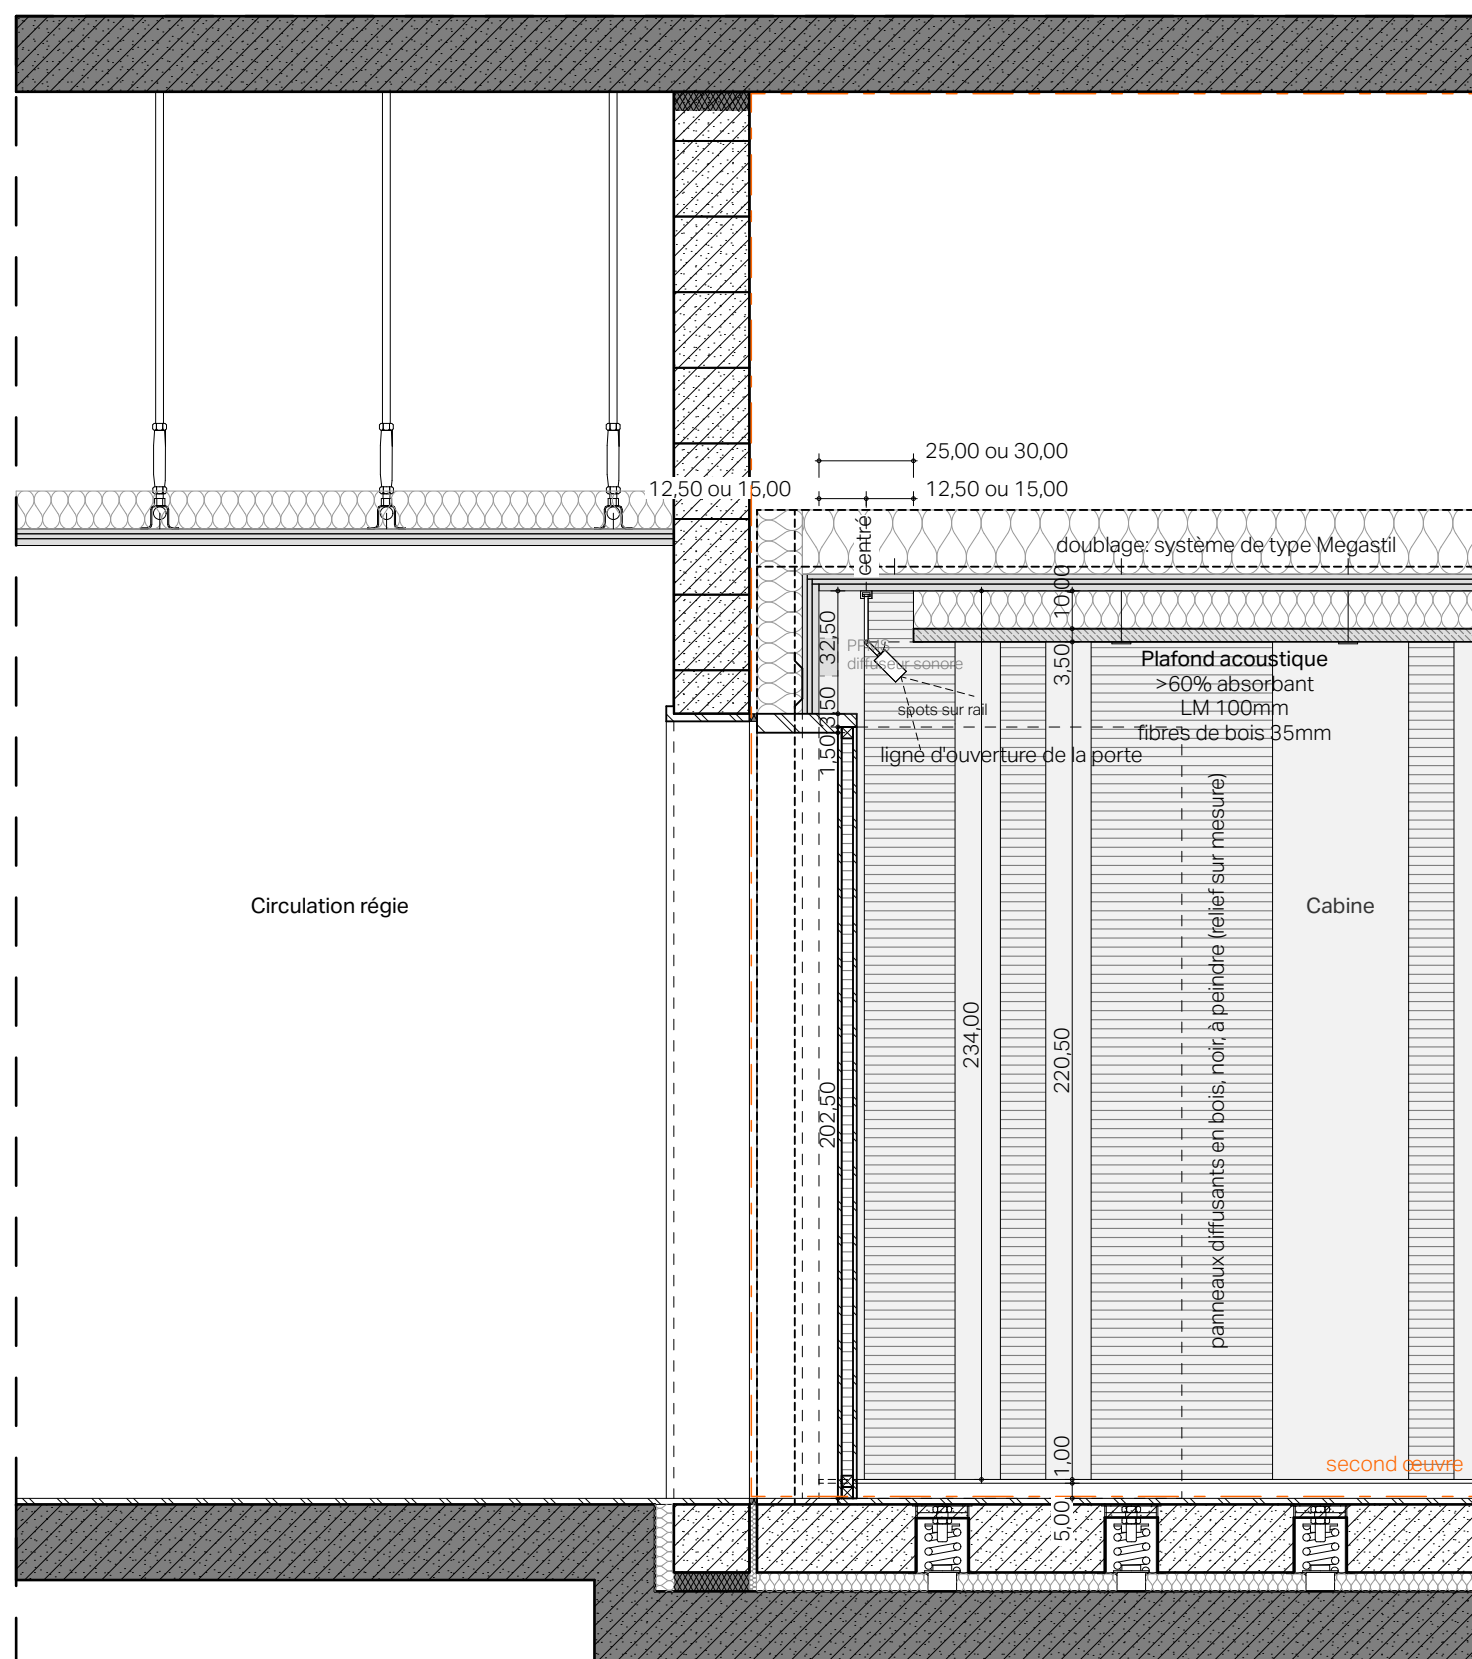 25,00 ou 30,00
12,50 ou 15,00
12,50 ou 15,00
centré
doublage: système de type Megastil
10,00
32,50
3,50
PPMS
diffuseur sonore
Plafond acoustique
>60% absorbant
LM 100mm
fibres de bois 35mm
spots sur rail
3,50
1,50
ligne d'ouverture de la porte
panneaux diffusants en bois, noir, à peindre (relief sur mesure)
Circulation régie
Cabine
234,00
220,50
202,50
1,00
second œuvre
5,00